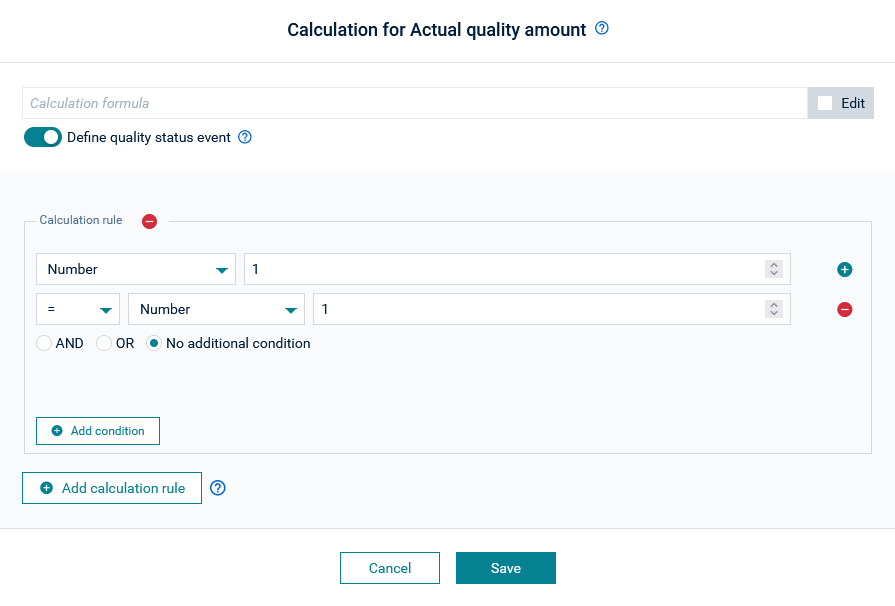 Calculation for Actual quality amount ?
Calculation formula Edit
Define quality status event ?
Calculation rule
Number 1
= Number 1
AND OR No additional condition
Add condition
Add calculation rule ?
Cancel Save